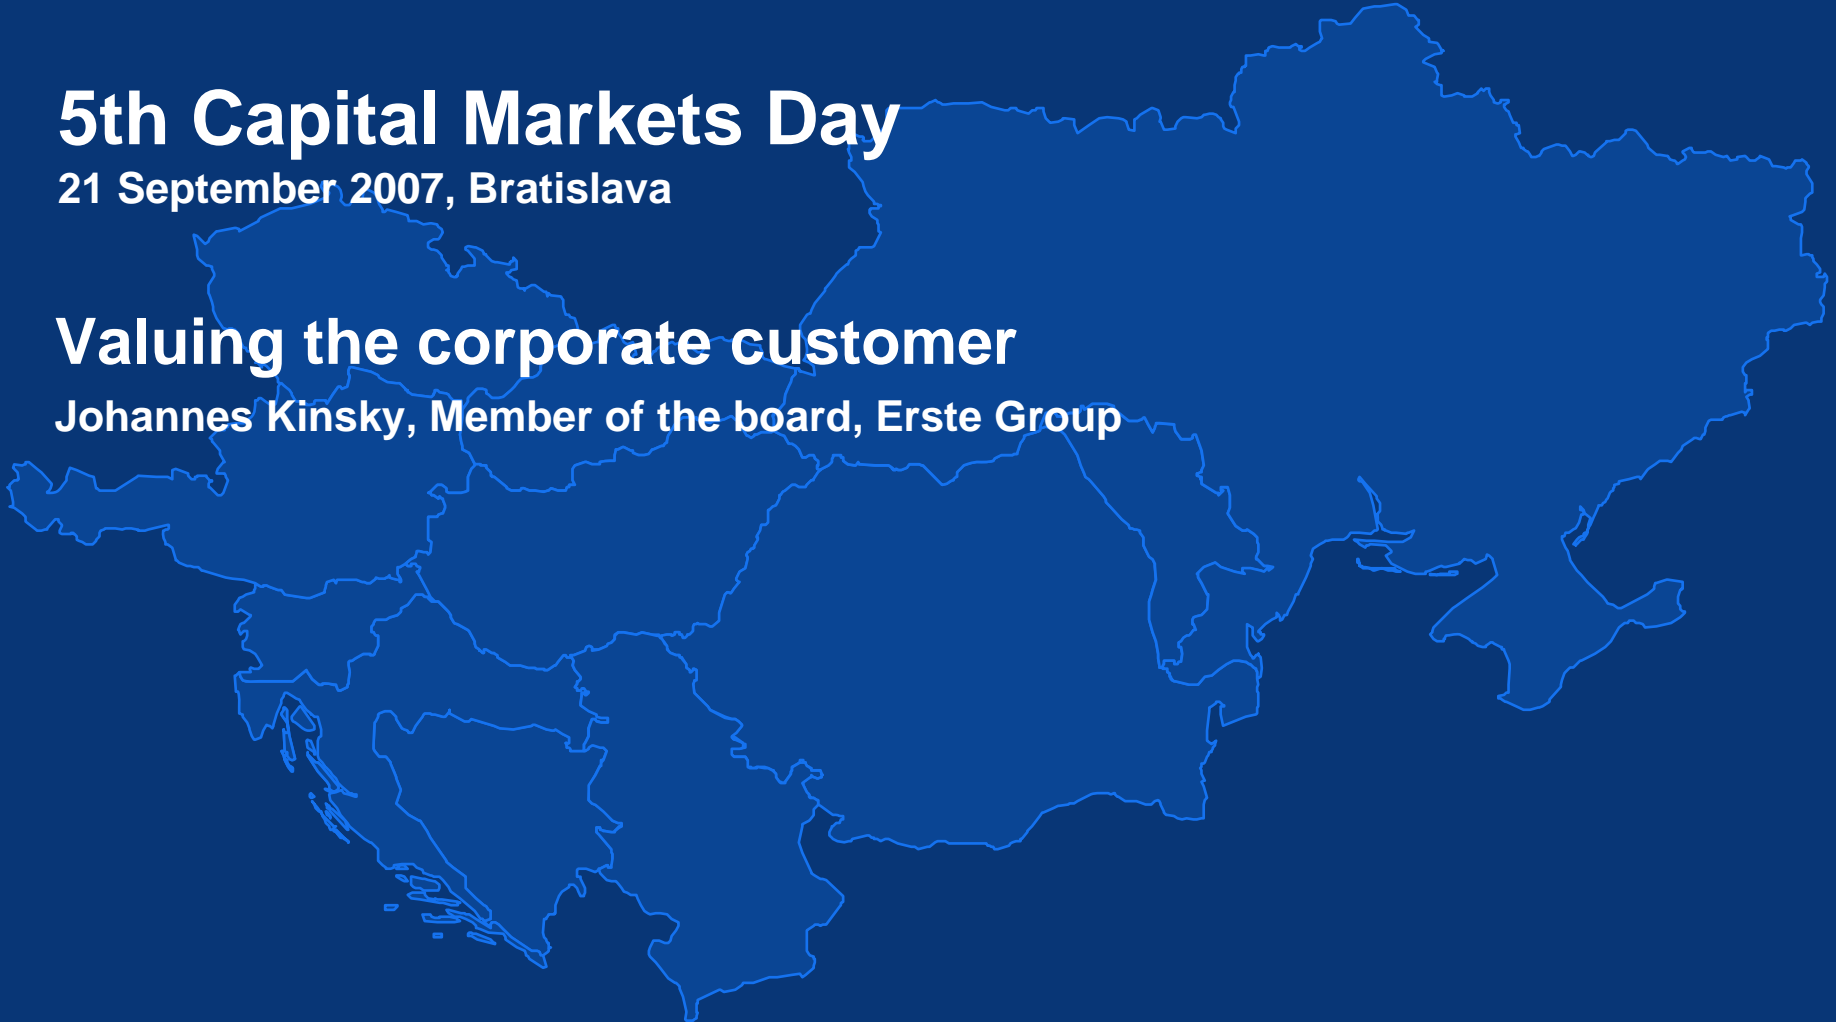 5th Capital Markets Day
21 September 2007, Bratislava
Valuing the corporate customer
Johannes Kinsky, Member of the board, Erste Group